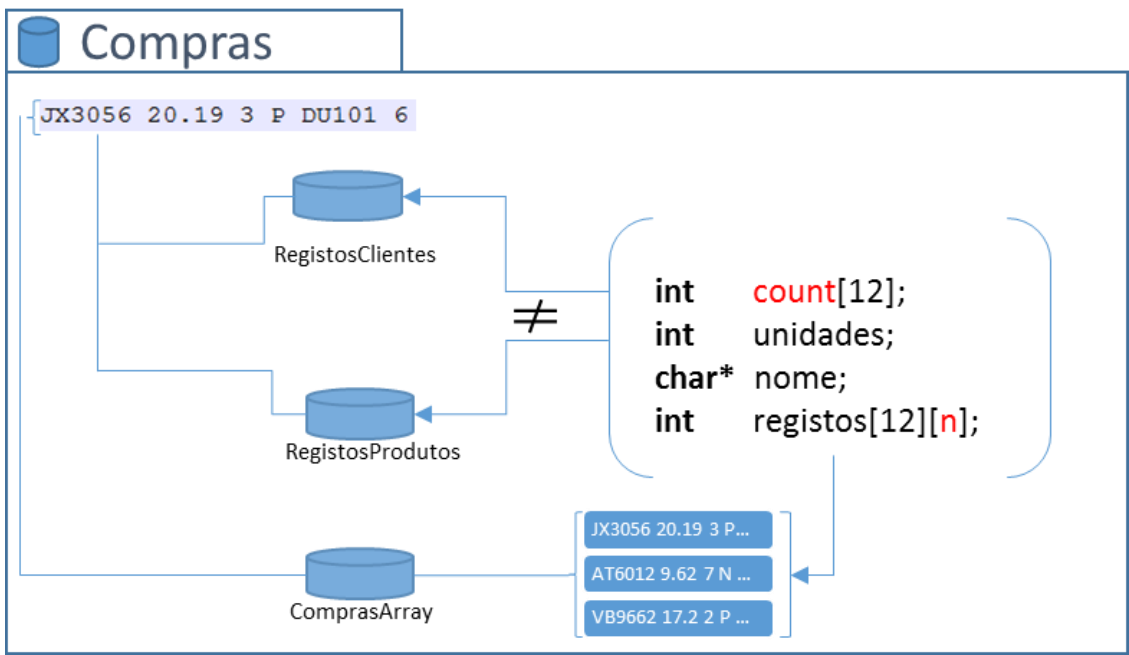 Compras
JX3056 20.19 3 P DU101 6
RegistosClientes
≠
int count[12];
int unidades;
char* nome;
int registos[12][n];
RegistosProdutos
JX3056 20.19 3 P...
AT6012 9.62 7 N ...
VB9662 17.2 2 P ...
ComprasArray